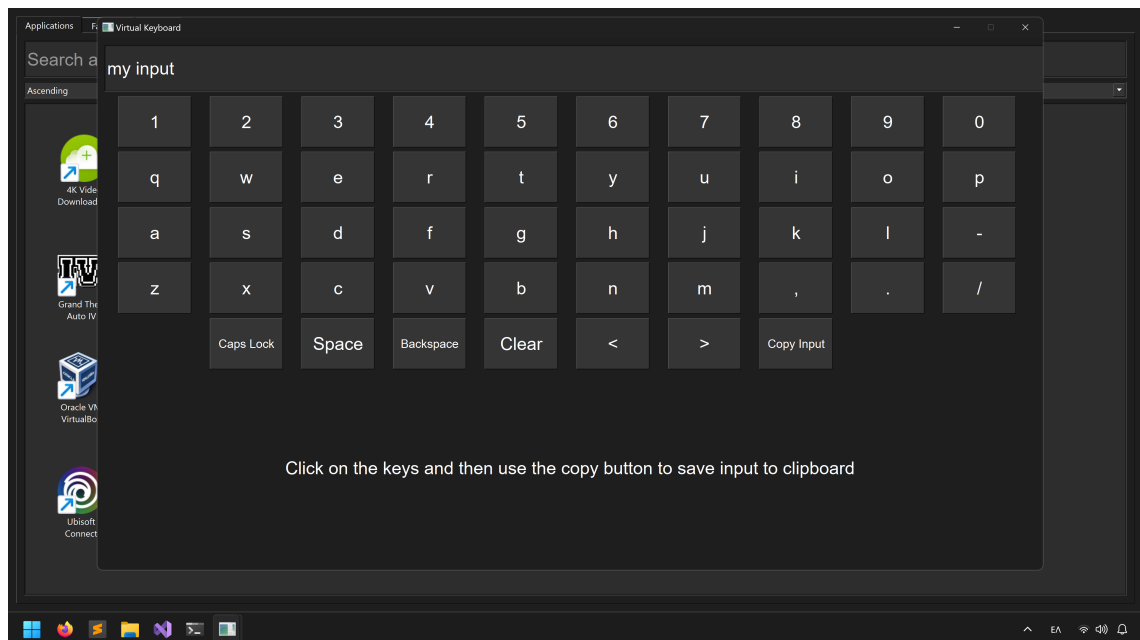 Applications
Virtual Keyboard
Search a
my input
Ascending
1 2 3 4 5 6 7 8 9 0
q w e r t y u i o p
a s d f g h j k l -
z x c v b n m , . /
Caps Lock Space Backspace Clear < > Copy Input
4K Vide
Download
Grand The
Auto IV
Oracle VM
VirtualBo
Click on the keys and then use the copy button to save input to clipboard
Ubisoft
Connect
ΕΛ